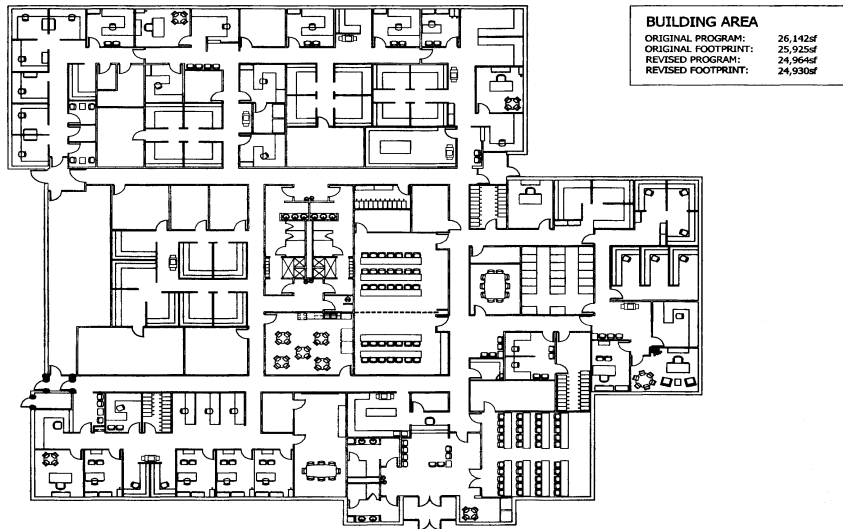 BUILDING AREA
ORIGINAL PROGRAM: 26,142sf
ORIGINAL FOOTPRINT: 25,925sf
REVISED PROGRAM: 24,964sf
REVISED FOOTPRINT: 24,930sf